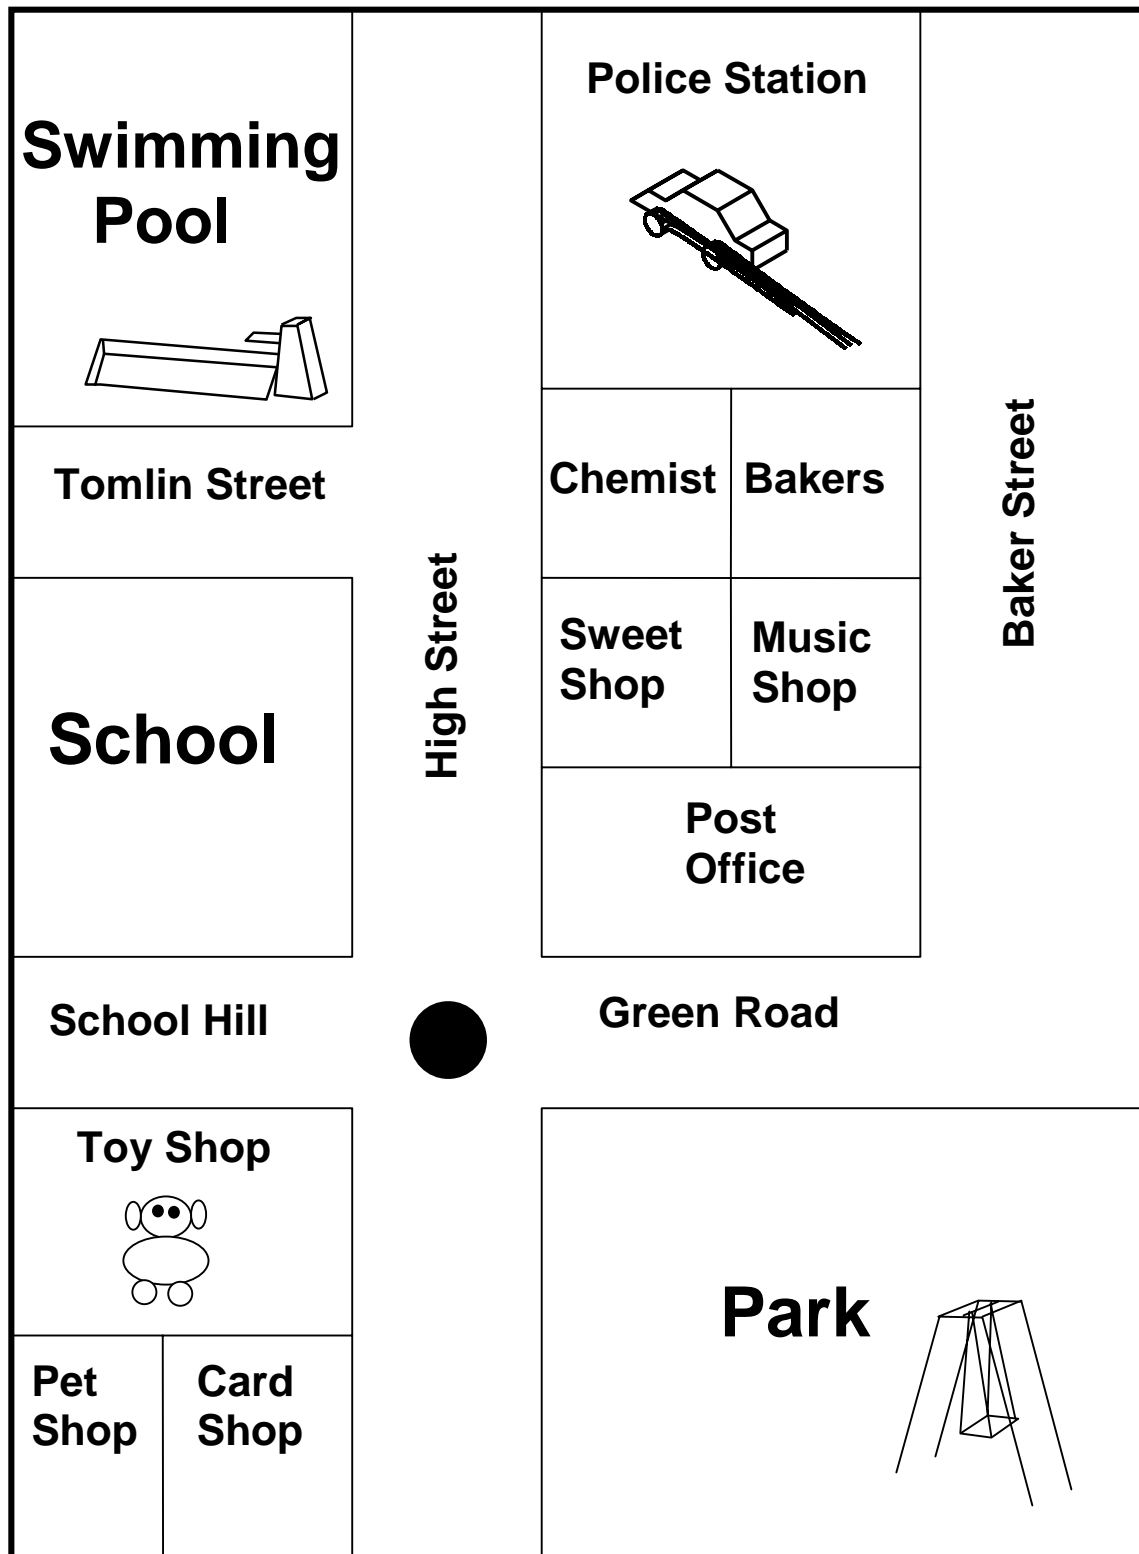 Police Station
Swimming
Pool
Tomlin Street
Chemist
Bakers
Baker Street
High Street
Sweet
Shop
Music
Shop
School
Post
Office
School Hill
Green Road
Toy Shop
Park
Pet
Shop
Card
Shop